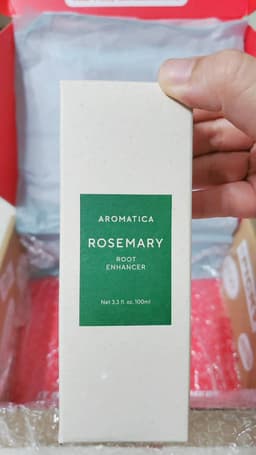 AROMATICA
ROSEMARY
ROOT
ENHANCER
Net 3.3 fl. oz. 100ml